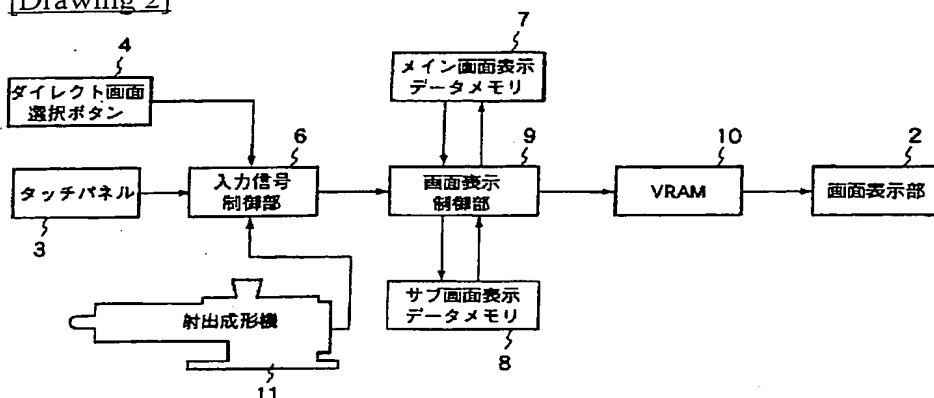 [Drawing 2]
4
ダイレクト画面
選択ボタン
7
メイン画面表示
データメモリ
3
タッチパネル
6
入力信号
制御部
9
画面表示
制御部
10
VRAM
2
画面表示部
サブ画面表示
データメモリ
8
射出成形機
11